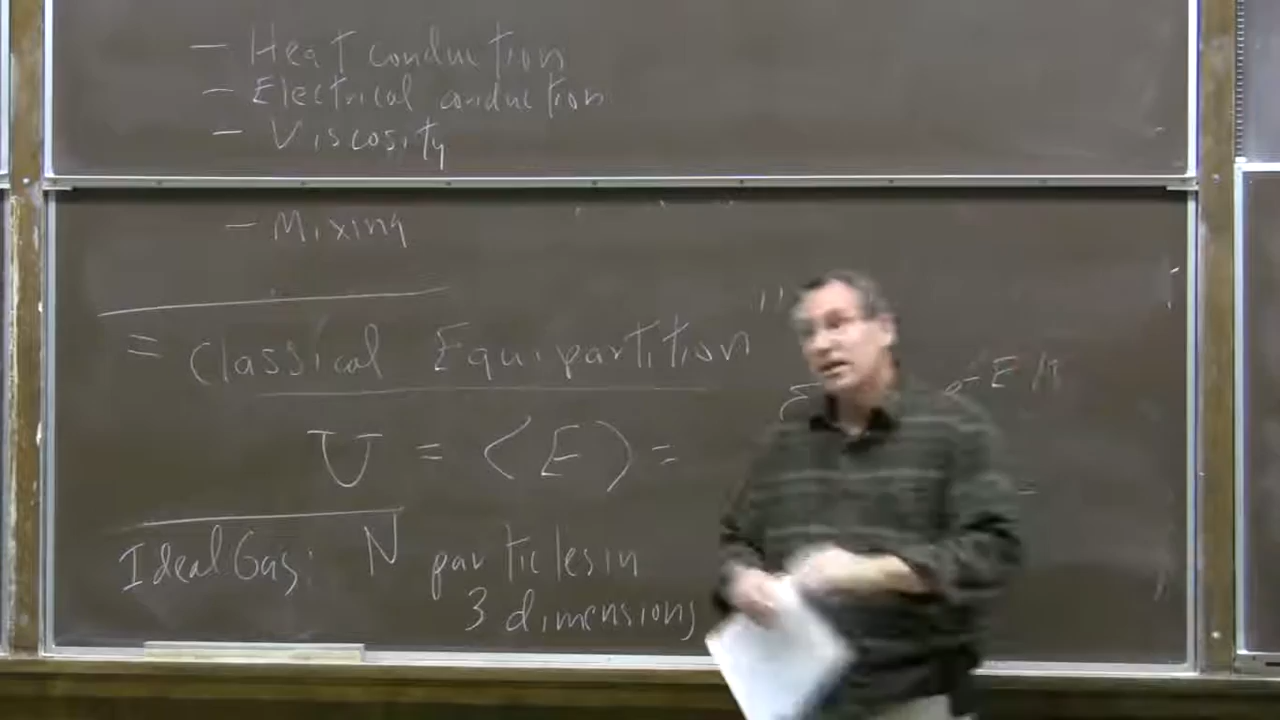 — Heat conduction
— Electrical conduction
— Viscosity
— Mixing
= Classical Equipartition "
U = ⟨E⟩ =
Ideal Gas: N particles in
3 dimensions